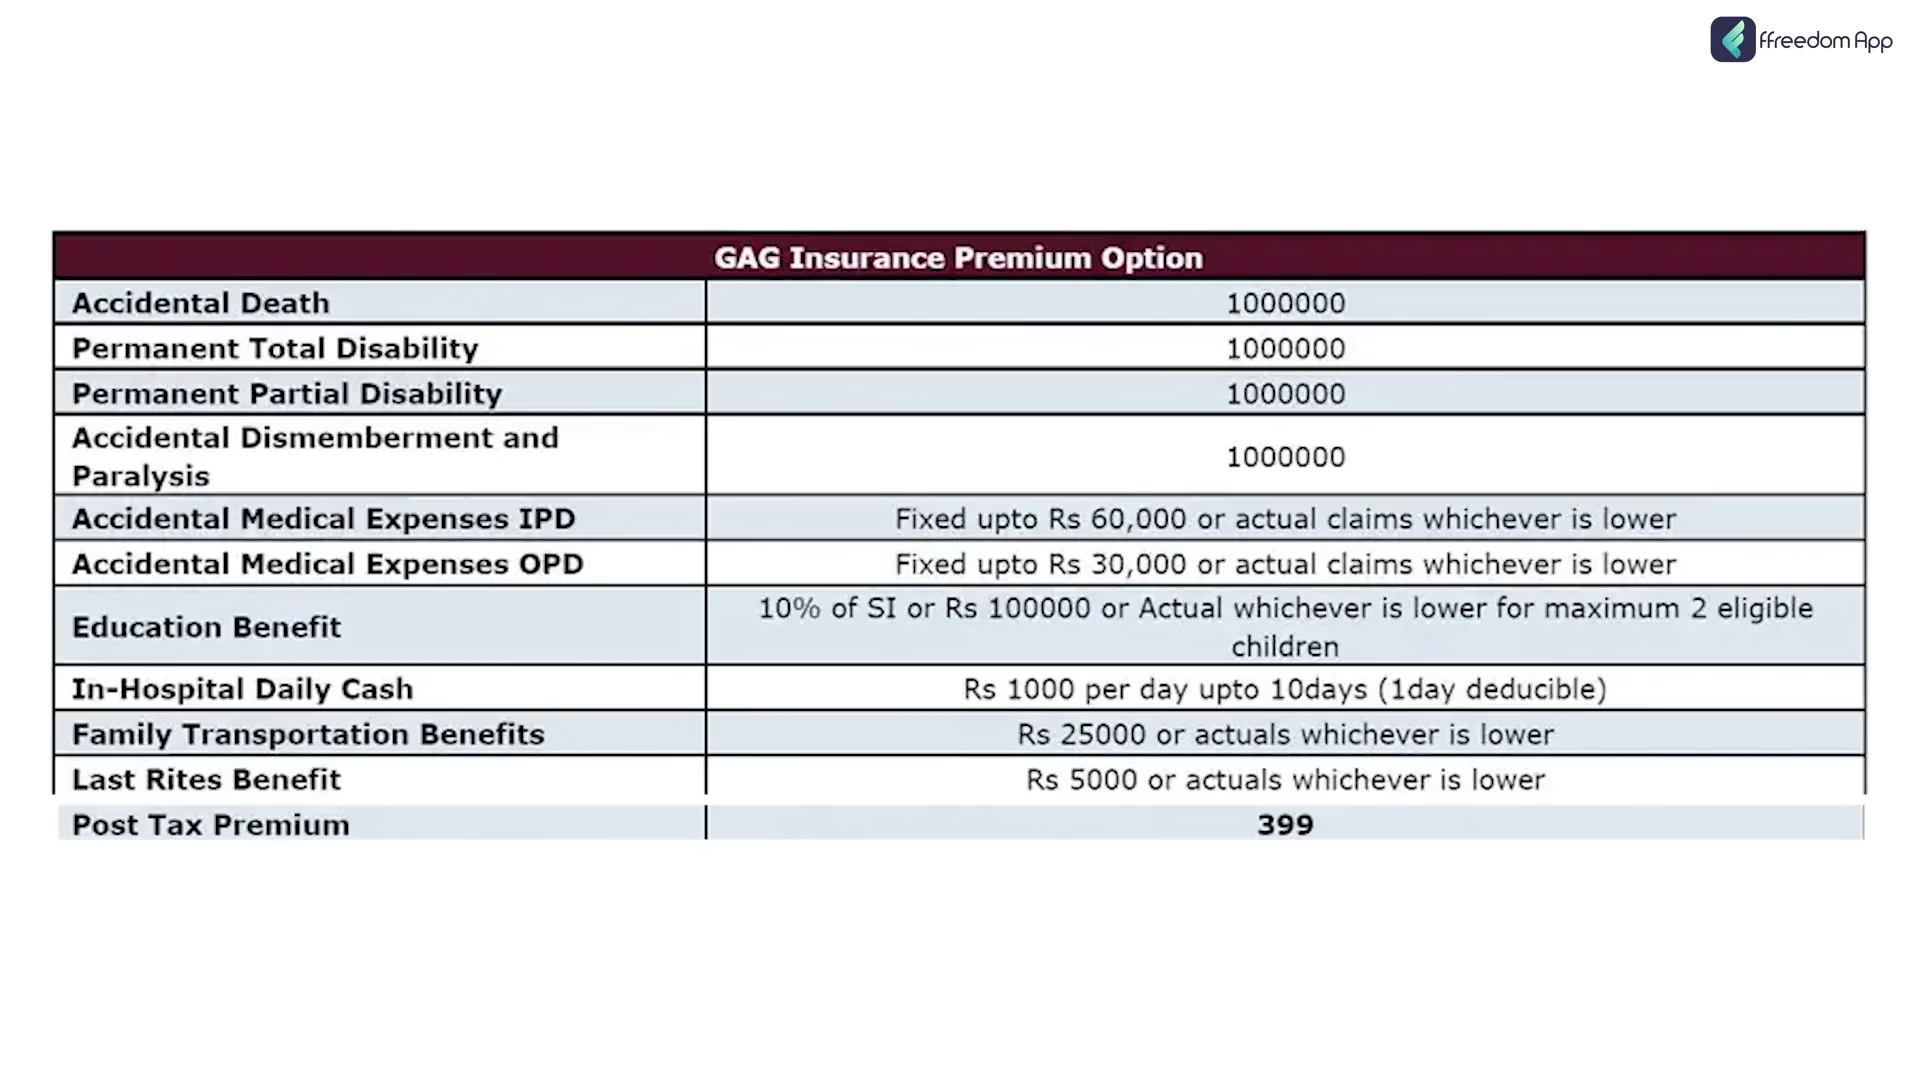 ffreedom App
GAG Insurance Premium Option
Accidental Death
1000000
Permanent Total Disability
1000000
Permanent Partial Disability
1000000
Accidental Dismemberment and
Paralysis
1000000
Accidental Medical Expenses IPD
Fixed upto Rs 60,000 or actual claims whichever is lower
Accidental Medical Expenses OPD
Fixed upto Rs 30,000 or actual claims whichever is lower
Education Benefit
10% of SI or Rs 100000 or Actual whichever is lower for maximum 2 eligible
children
In-Hospital Daily Cash
Rs 1000 per day upto 10days (1day deducible)
Family Transportation Benefits
Rs 25000 or actuals whichever is lower
Last Rites Benefit
Rs 5000 or actuals whichever is lower
Post Tax Premium
399